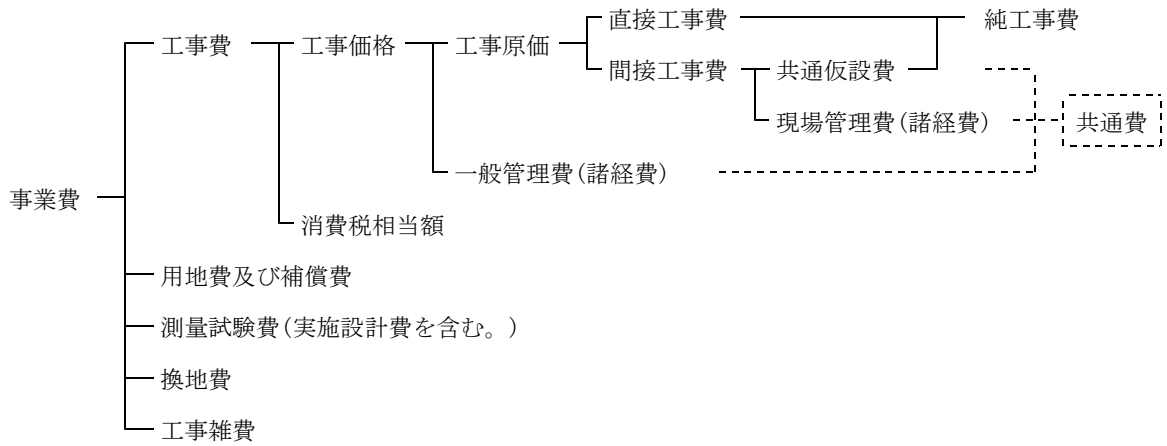 直接工事費 純工事費
工事費 工事価格 工事原価
間接工事費 共通仮設費
現場管理費(諸経費) 共通費
一般管理費(諸経費)
事業費
消費税相当額
用地費及び補償費
測量試験費(実施設計費を含む。)
換地費
工事雑費